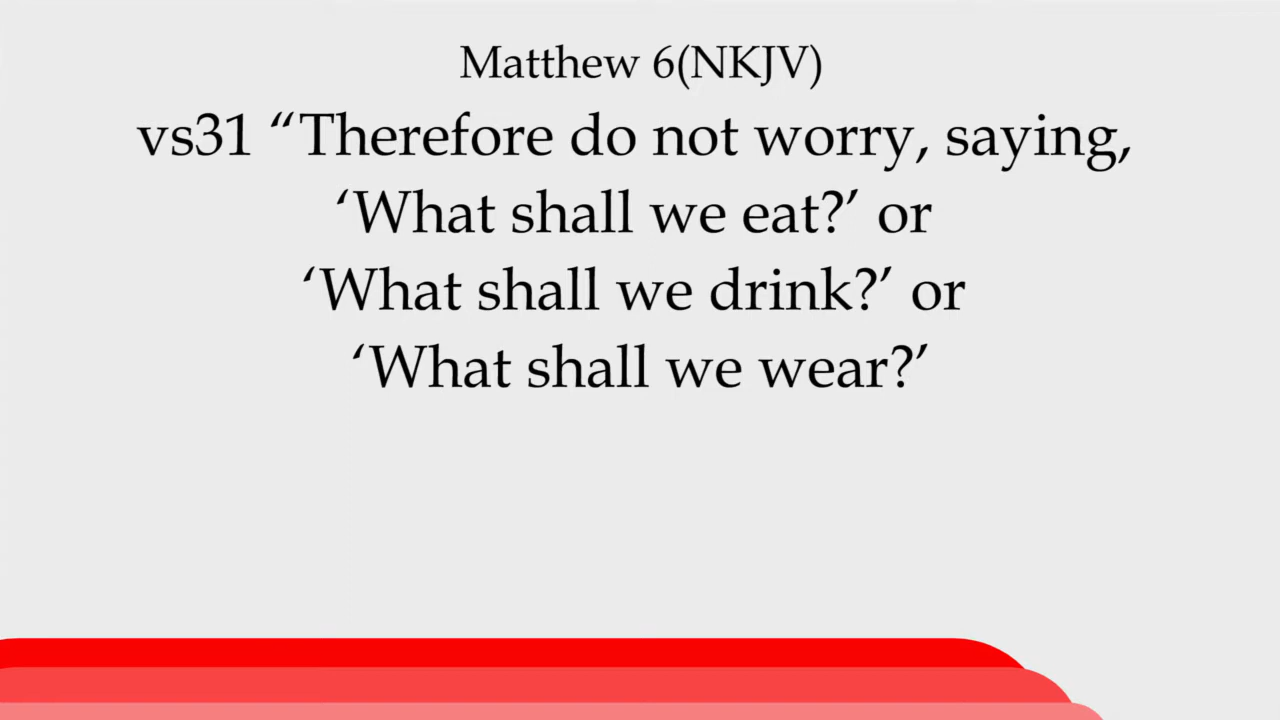 Matthew 6(NKJV)
vs31 “Therefore do not worry, saying,
‘What shall we eat?’ or
‘What shall we drink?’ or
‘What shall we wear?’